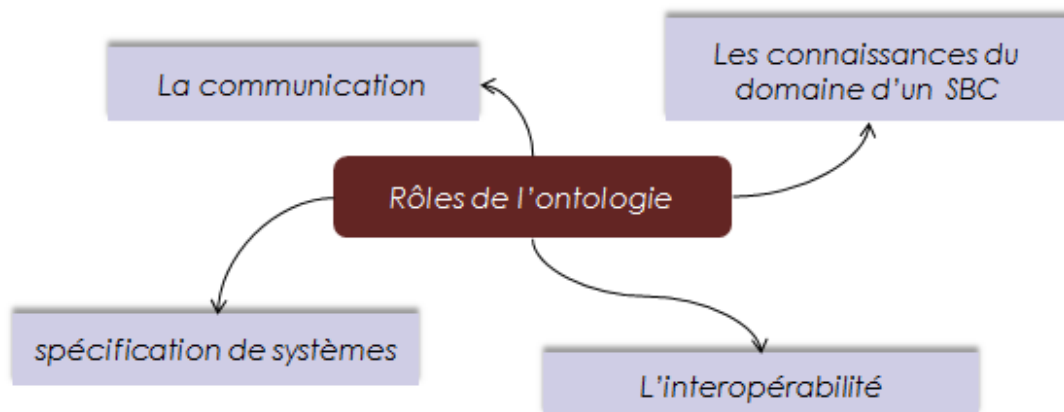 La communication
Les connaissances du
domaine d'un SBC
Rôles de l'ontologie
spécification de systèmes
L'interopérabilité